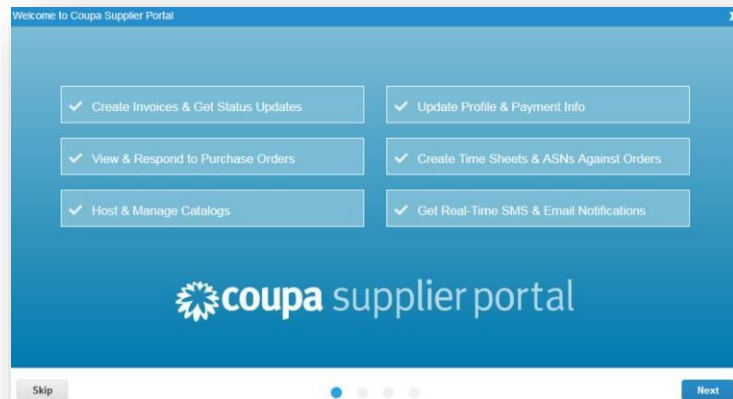 Welcome to Coupa Supplier Portal
Create Invoices & Get Status Updates
Update Profile & Payment Info
View & Respond to Purchase Orders
Create Time Sheets & ASNs Against Orders
Host & Manage Catalogs
Get Real-Time SMS & Email Notifications
coupa supplier portal
Skip
Next